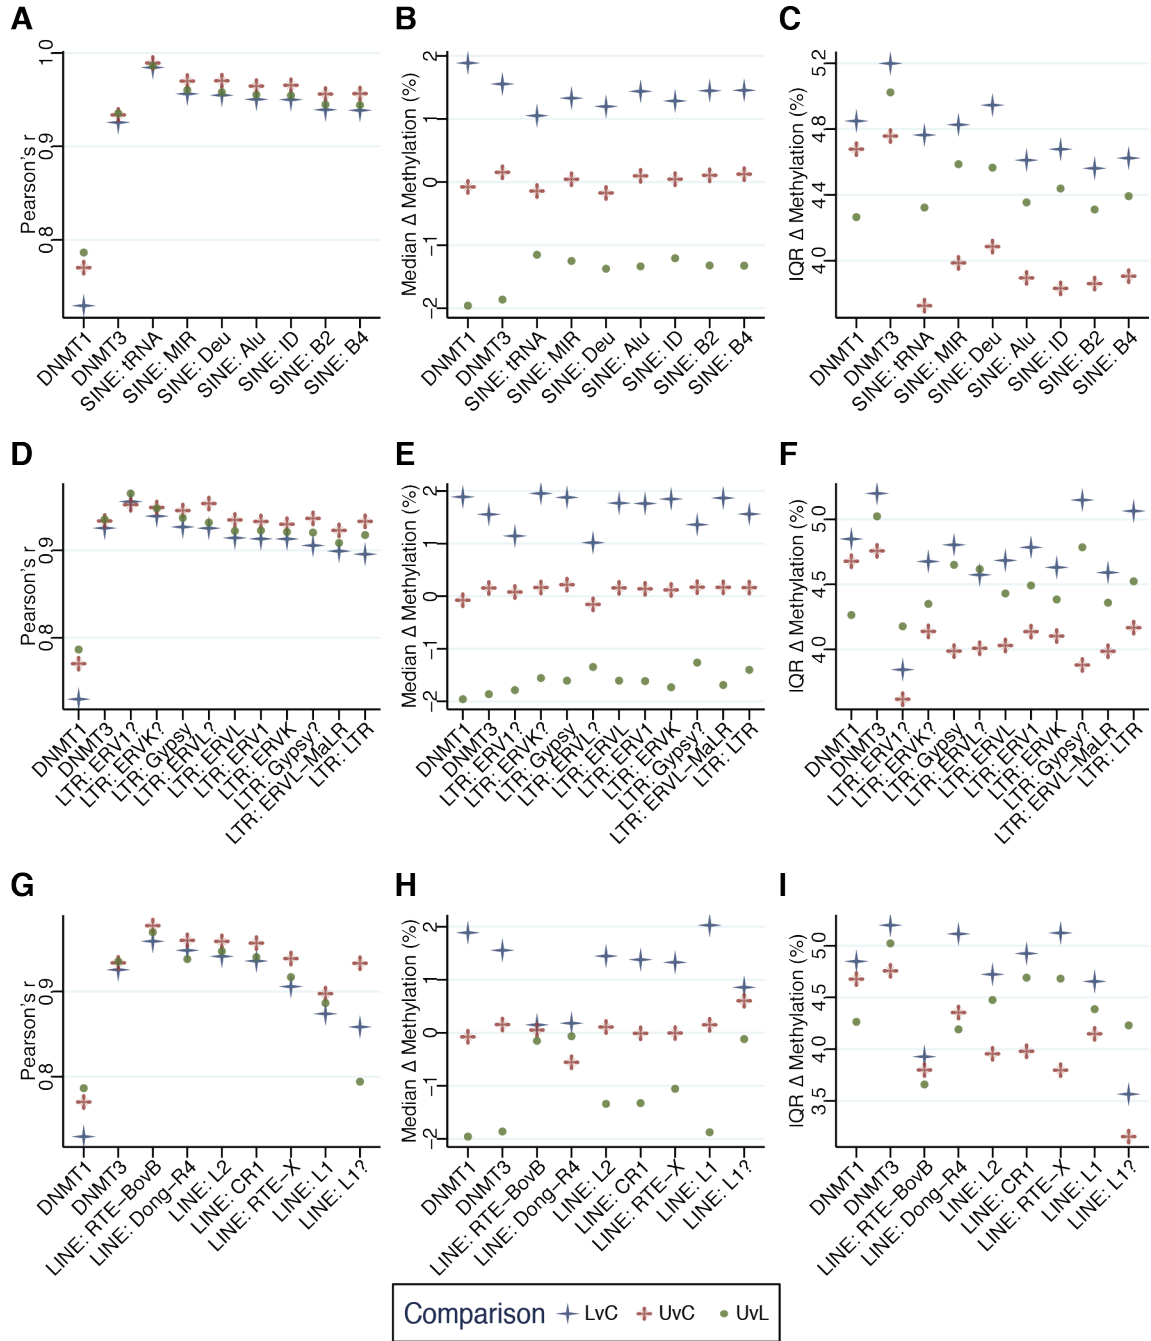 A
Pearson's r
1.0
0.9
0.8
DNMT1
DNMT3
SINE: tRNA
SINE: MIR
SINE: Deu
SINE: Alu
SINE: ID
SINE: B2
SINE: B4
B
Median Δ Methylation (%)
2
1
0
−1
−2
DNMT1
DNMT3
SINE: tRNA
SINE: MIR
SINE: Deu
SINE: Alu
SINE: ID
SINE: B2
SINE: B4
C
IQR Δ Methylation (%)
5.2
4.8
4.4
4.0
DNMT1
DNMT3
SINE: tRNA
SINE: MIR
SINE: Deu
SINE: Alu
SINE: ID
SINE: B2
SINE: B4
D
Pearson's r
0.9
0.8
DNMT1
DNMT3
LTR: ERV1?
LTR: ERVK?
LTR: Gypsy
LTR: ERVL?
LTR: ERVL
LTR: ERV1
LTR: ERVK
LTR: Gypsy?
LTR: ERVL−MaLR
LTR: LTR
E
Median Δ Methylation (%)
2
1
0
−1
−2
DNMT1
DNMT3
LTR: ERV1?
LTR: ERVK?
LTR: Gypsy
LTR: ERVL?
LTR: ERVL
LTR: ERV1
LTR: ERVK
LTR: Gypsy?
LTR: ERVL−MaLR
LTR: LTR
F
IQR Δ Methylation (%)
5.0
4.5
4.0
DNMT1
DNMT3
LTR: ERV1?
LTR: ERVK?
LTR: Gypsy
LTR: ERVL?
LTR: ERVL
LTR: ERV1
LTR: ERVK
LTR: Gypsy?
LTR: ERVL−MaLR
LTR: LTR
G
Pearson's r
0.9
0.8
DNMT1
DNMT3
LINE: RTE−BovB
LINE: Dong−R4
LINE: L2
LINE: CR1
LINE: RTE−X
LINE: L1
LINE: L1?
H
Median Δ Methylation (%)
2
1
0
−1
−2
DNMT1
DNMT3
LINE: RTE−BovB
LINE: Dong−R4
LINE: L2
LINE: CR1
LINE: RTE−X
LINE: L1
LINE: L1?
I
IQR Δ Methylation (%)
5.0
4.5
4.0
3.5
DNMT1
DNMT3
LINE: RTE−BovB
LINE: Dong−R4
LINE: L2
LINE: CR1
LINE: RTE−X
LINE: L1
LINE: L1?
Comparison LvC UvC UvL